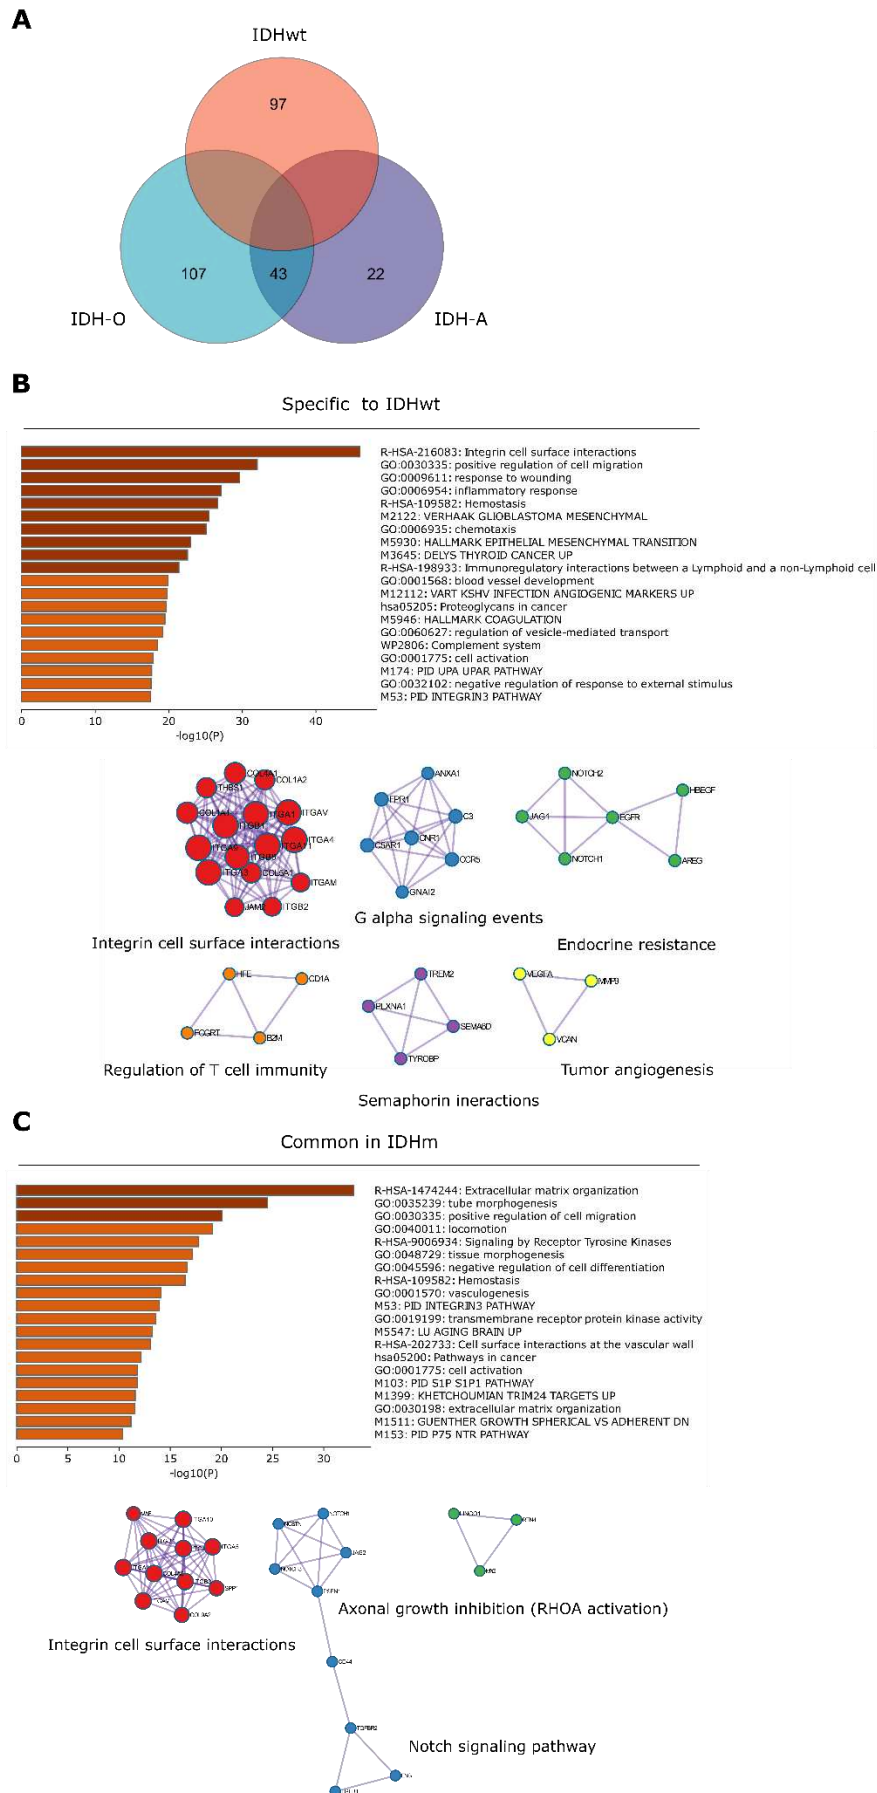 A
IDHwt
97
107
43
22
IDH-O
IDH-A
B
Specific to IDHwt
R-HSA-216083: Integrin cell surface interactions
GO:0030335: positive regulation of cell migration
GO:0009611: response to wounding
GO:0006954: inflammatory response
R-HSA-109582: Hemostasis
M2122: VERHAAK GLIOBLASTOMA MESENCHYMAL
GO:0006935: chemotaxis
M5930: HALLMARK EPITHELIAL MESENCHYMAL TRANSITION
M3645: DELYS THYROID CANCER UP
R-HSA-198933: Immunoregulatory interactions between a Lymphoid and a non-Lymphoid cell
GO:0001568: blood vessel development
M12112: VART KSHV INFECTION ANGIOGENIC MARKERS UP
hsa05205: Proteoglycans in cancer
M5946: HALLMARK COAGULATION
GO:0060627: regulation of vesicle-mediated transport
WP2806: Complement system
GO:0001775: cell activation
M174: PID UPA UPAR PATHWAY
GO:0032102: negative regulation of response to external stimulus
M53: PID INTEGRIN3 PATHWAY
0 10 20 30 40
-log10(P)
COL1A2
THBS1
COL1A1
ITGA1
ITGAV
ITGB1
ITGA4
ITGA11
ITGA3
ITGAM
ITGB2
Integrin cell surface interactions
ANXA1
FPR1
C3
CNR1
C5AR1
CCR5
GNAI2
G alpha signaling events
NOTCH2
HBEGF
JAG1
EGFR
NOTCH1
AREG
Endocrine resistance
HFE
CD1A
FCGRT
B2M
Regulation of T cell immunity
TREM2
PLXNA1
SEMA6D
TYROBP
Semaphorin ineractions
VEGFA
MMP9
VCAN
Tumor angiogenesis
C
Common in IDHm
R-HSA-1474244: Extracellular matrix organization
GO:0035239: tube morphogenesis
GO:0030335: positive regulation of cell migration
GO:0040011: locomotion
R-HSA-9006934: Signaling by Receptor Tyrosine Kinases
GO:0048729: tissue morphogenesis
GO:0045596: negative regulation of cell differentiation
R-HSA-109582: Hemostasis
GO:0001570: vasculogenesis
M53: PID INTEGRIN3 PATHWAY
GO:0019199: transmembrane receptor protein kinase activity
M5547: LU AGING BRAIN UP
R-HSA-202733: Cell surface interactions at the vascular wall
hsa05200: Pathways in cancer
GO:0001775: cell activation
M103: PID S1P S1P1 PATHWAY
M1399: KHETCHOUMIAN TRIM24 TARGETS UP
GO:0030198: extracellular matrix organization
M1511: GUENTHER GROWTH SPHERICAL VS ADHERENT DN
M153: PID P75 NTR PATHWAY
0 5 10 15 20 25 30
-log10(P)
SPP1
Integrin cell surface interactions
NOTCH1
JAG2
CD44
TGFBR2
Axonal growth inhibition (RHOA activation)
Notch signaling pathway